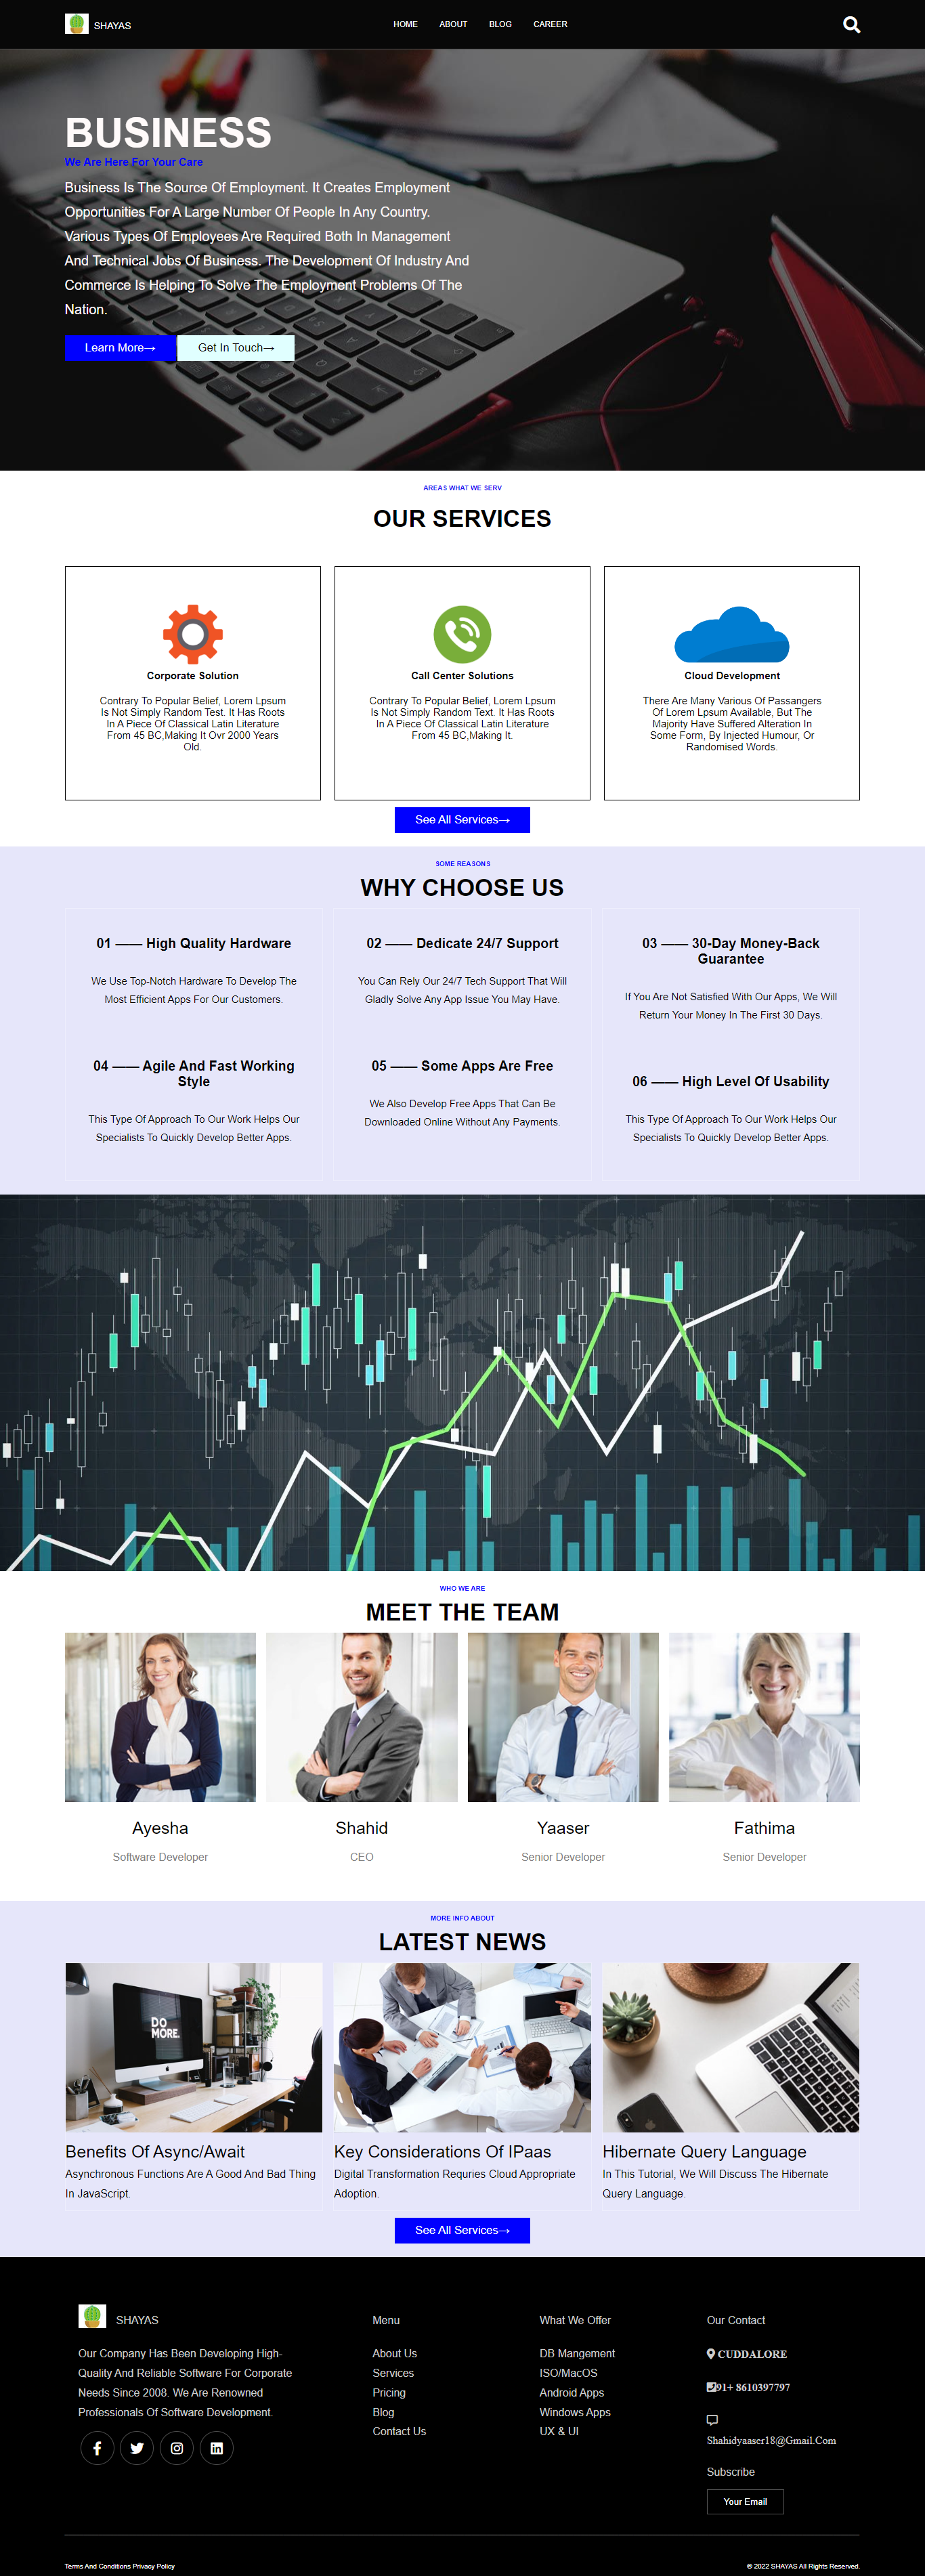 SHAYAS
HOME ABOUT BLOG CAREER
BUSINESS
We Are Here For Your Care
Business Is The Source Of Employment. It Creates Employment
Opportunities For A Large Number Of People In Any Country.
Various Types Of Employees Are Required Both In Management
And Technical Jobs Of Business. The Development Of Industry And
Commerce Is Helping To Solve The Employment Problems Of The
Nation.
Learn More→ Get In Touch→
AREAS WHAT WE SERV
OUR SERVICES
Corporate Solution
Contrary To Popular Belief, Lorem Lpsum
Is Not Simply Random Test. It Has Roots
In A Piece Of Classical Latin Literature
From 45 BC,Making It Ovr 2000 Years
Old.
Call Center Solutions
Contrary To Popular Belief, Lorem Lpsum
Is Not Simply Random Text. It Has Roots
In A Piece Of Classical Latin Literature
From 45 BC,Making It.
Cloud Development
There Are Many Various Of Passangers
Of Lorem Lpsum Available, But The
Majority Have Suffered Alteration In
Some Form, By Injected Humour, Or
Randomised Words.
See All Services→
SOME REASONS
WHY CHOOSE US
01 —— High Quality Hardware
We Use Top-Notch Hardware To Develop The
Most Efficient Apps For Our Customers.
02 —— Dedicate 24/7 Support
You Can Rely Our 24/7 Tech Support That Will
Gladly Solve Any App Issue You May Have.
03 —— 30-Day Money-Back
Guarantee
If You Are Not Satisfied With Our Apps, We Will
Return Your Money In The First 30 Days.
04 —— Agile And Fast Working
Style
This Type Of Approach To Our Work Helps Our
Specialists To Quickly Develop Better Apps.
05 —— Some Apps Are Free
We Also Develop Free Apps That Can Be
Downloaded Online Without Any Payments.
06 —— High Level Of Usability
This Type Of Approach To Our Work Helps Our
Specialists To Quickly Develop Better Apps.
WHO WE ARE
MEET THE TEAM
Ayesha
Software Developer
Shahid
CEO
Yaaser
Senior Developer
Fathima
Senior Developer
MORE INFO ABOUT
LATEST NEWS
DO
MORE.
Benefits Of Async/Await
Asynchronous Functions Are A Good And Bad Thing
In JavaScript.
Key Considerations Of IPaas
Digital Transformation Requries Cloud Appropriate
Adoption.
Hibernate Query Language
In This Tutorial, We Will Discuss The Hibernate
Query Language.
See All Services→
SHAYAS
Our Company Has Been Developing High-
Quality And Reliable Software For Corporate
Needs Since 2008. We Are Renowned
Professionals Of Software Development.
Menu
About Us
Services
Pricing
Blog
Contact Us
What We Offer
DB Mangement
ISO/MacOS
Android Apps
Windows Apps
UX & UI
Our Contact
CUDDALORE
91+ 8610397797
Shahidyaaser18@Gmail.Com
Subscribe
Your Email
Terms And Conditions Privacy Policy
© 2022 SHAYAS All Rights Reserved.